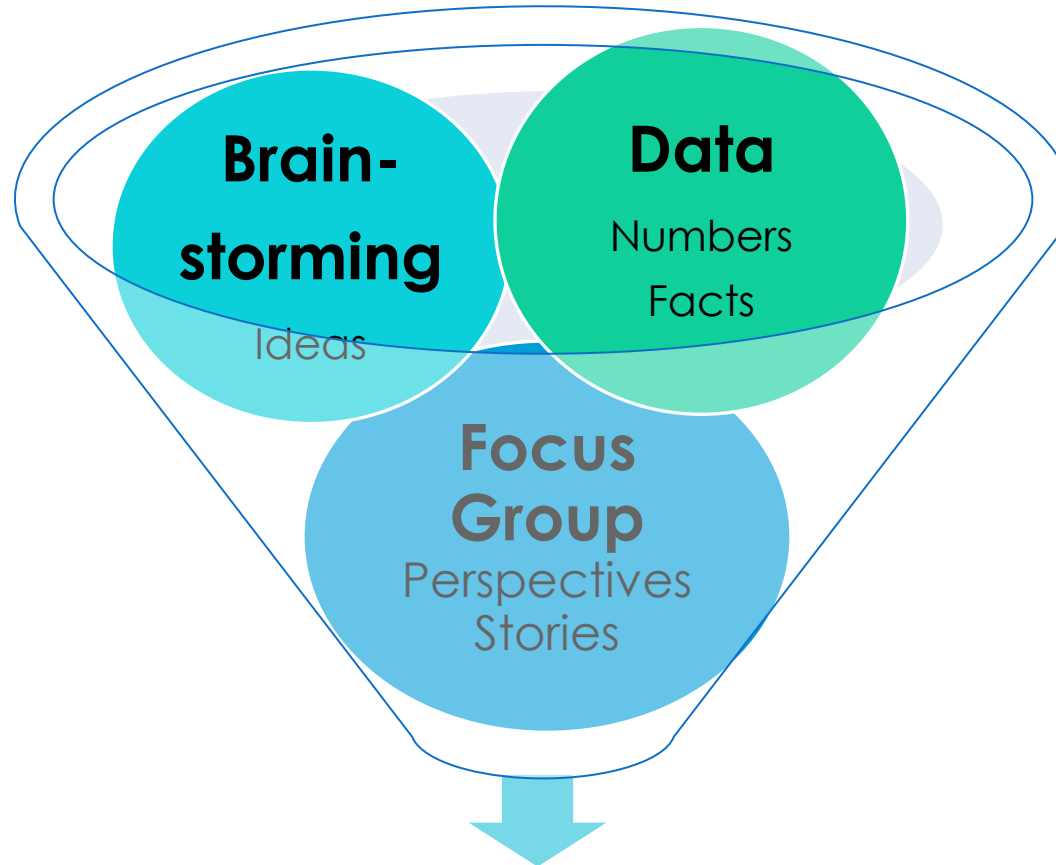 Brain-
storming
Ideas
Data
Numbers
Facts
Focus
Group
Perspectives
Stories